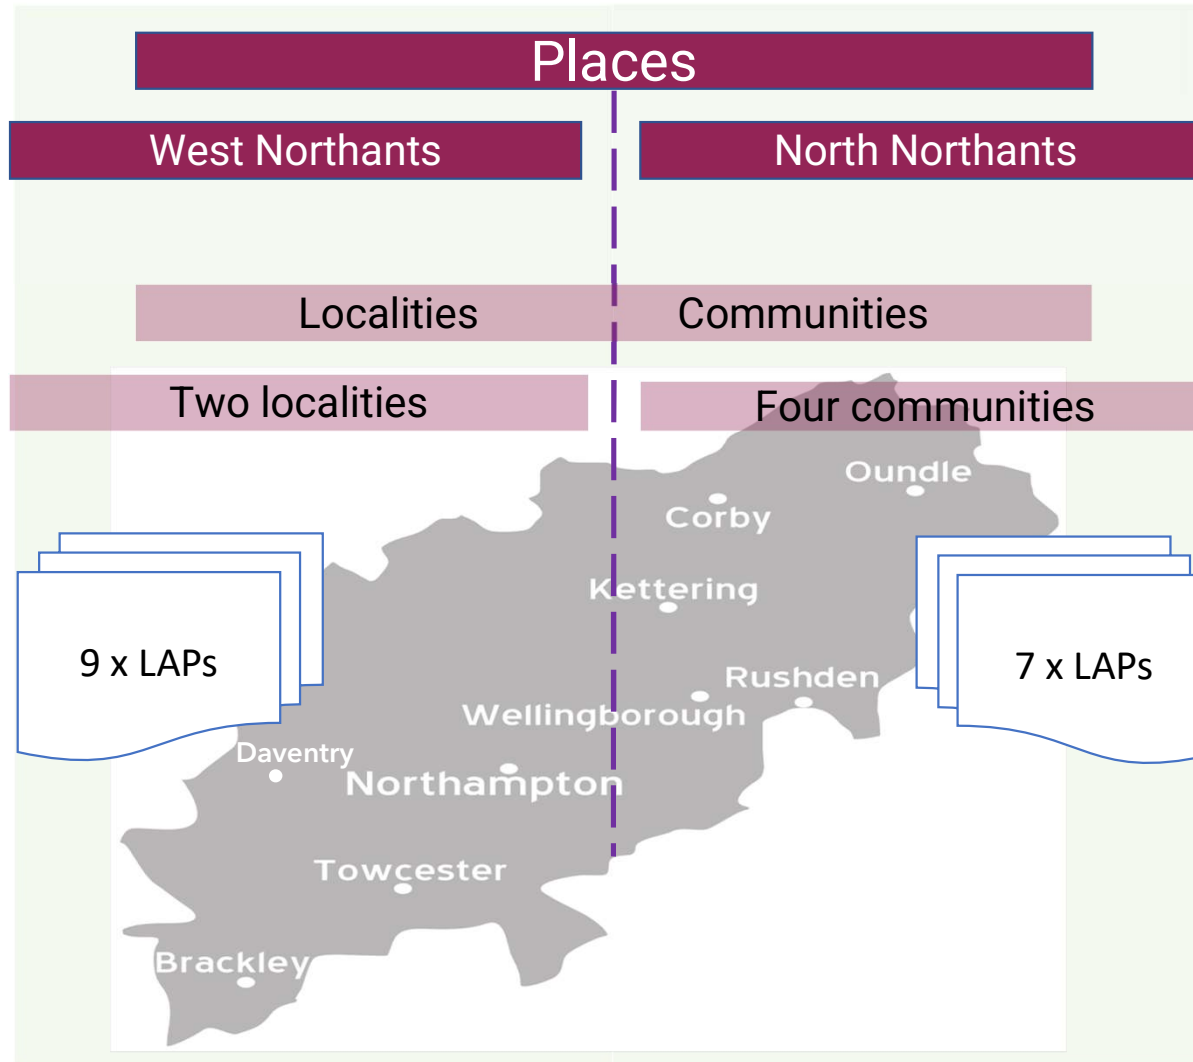 Places
West Northants
North Northants
Localities
Communities
Two localities
Four communities
Oundle
Corby
Kettering
9 x LAPs
7 x LAPs
Rushden
Wellingborough
Daventry
Northampton
Towcester
Brackley